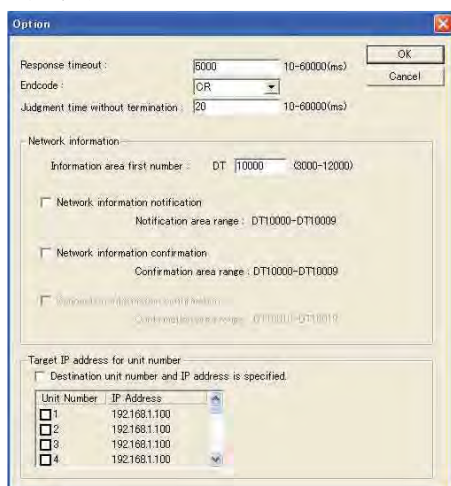 Option
Response timeout : 5000 10-60000(ms)
OK
Endcode : CR
Cancel
Judgment time without termination : 20 10-60000(ms)
Network information
Information area first number : DT 10000 (3000-12000)
Network information notification
Notification area range : DT10000-DT10009
Network information confirmation
Confirmation area range : DT10000-DT10009
Target IP address for unit number
Destination unit number and IP address is specified.
Unit Number IP Address
1 192.168.1.100
2 192.168.1.100
3 192.168.1.100
4 192.168.1.100